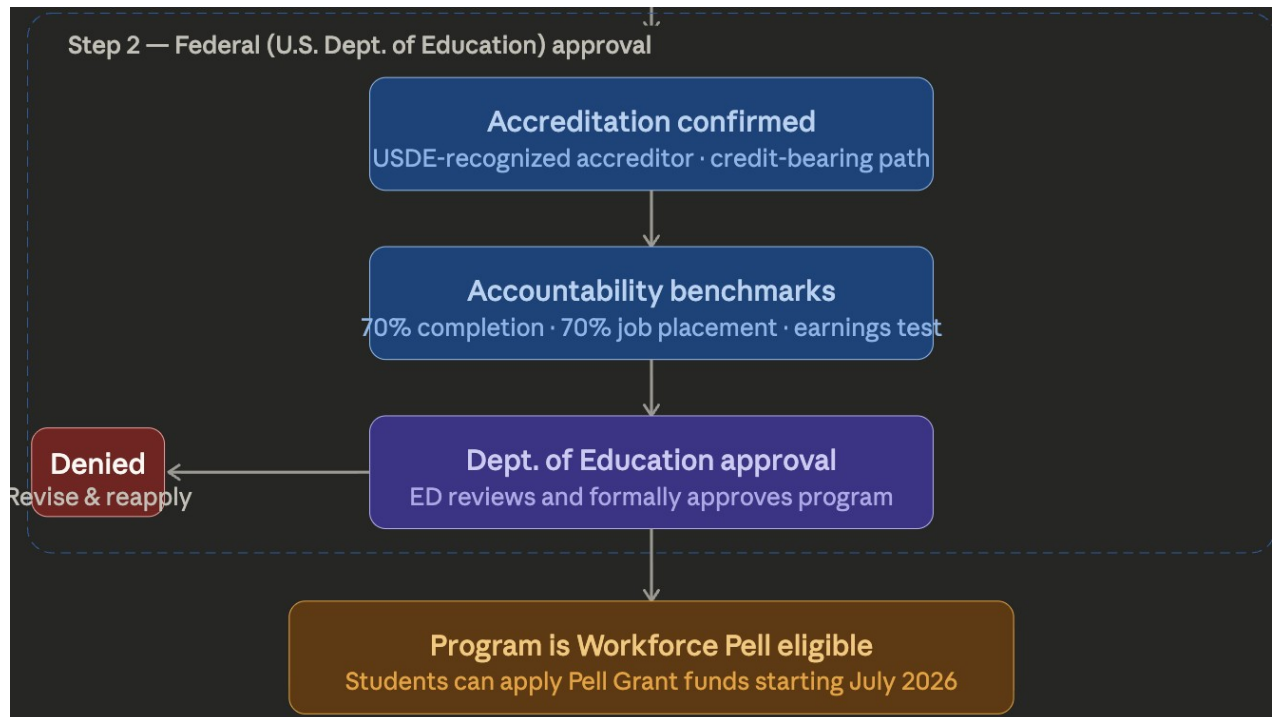 Step 2 — Federal (U.S. Dept. of Education) approval
Accreditation confirmed
USDE-recognized accreditor · credit-bearing path
Accountability benchmarks
70% completion · 70% job placement · earnings test
Denied
Revise & reapply
Dept. of Education approval
ED reviews and formally approves program
Program is Workforce Pell eligible
Students can apply Pell Grant funds starting July 2026